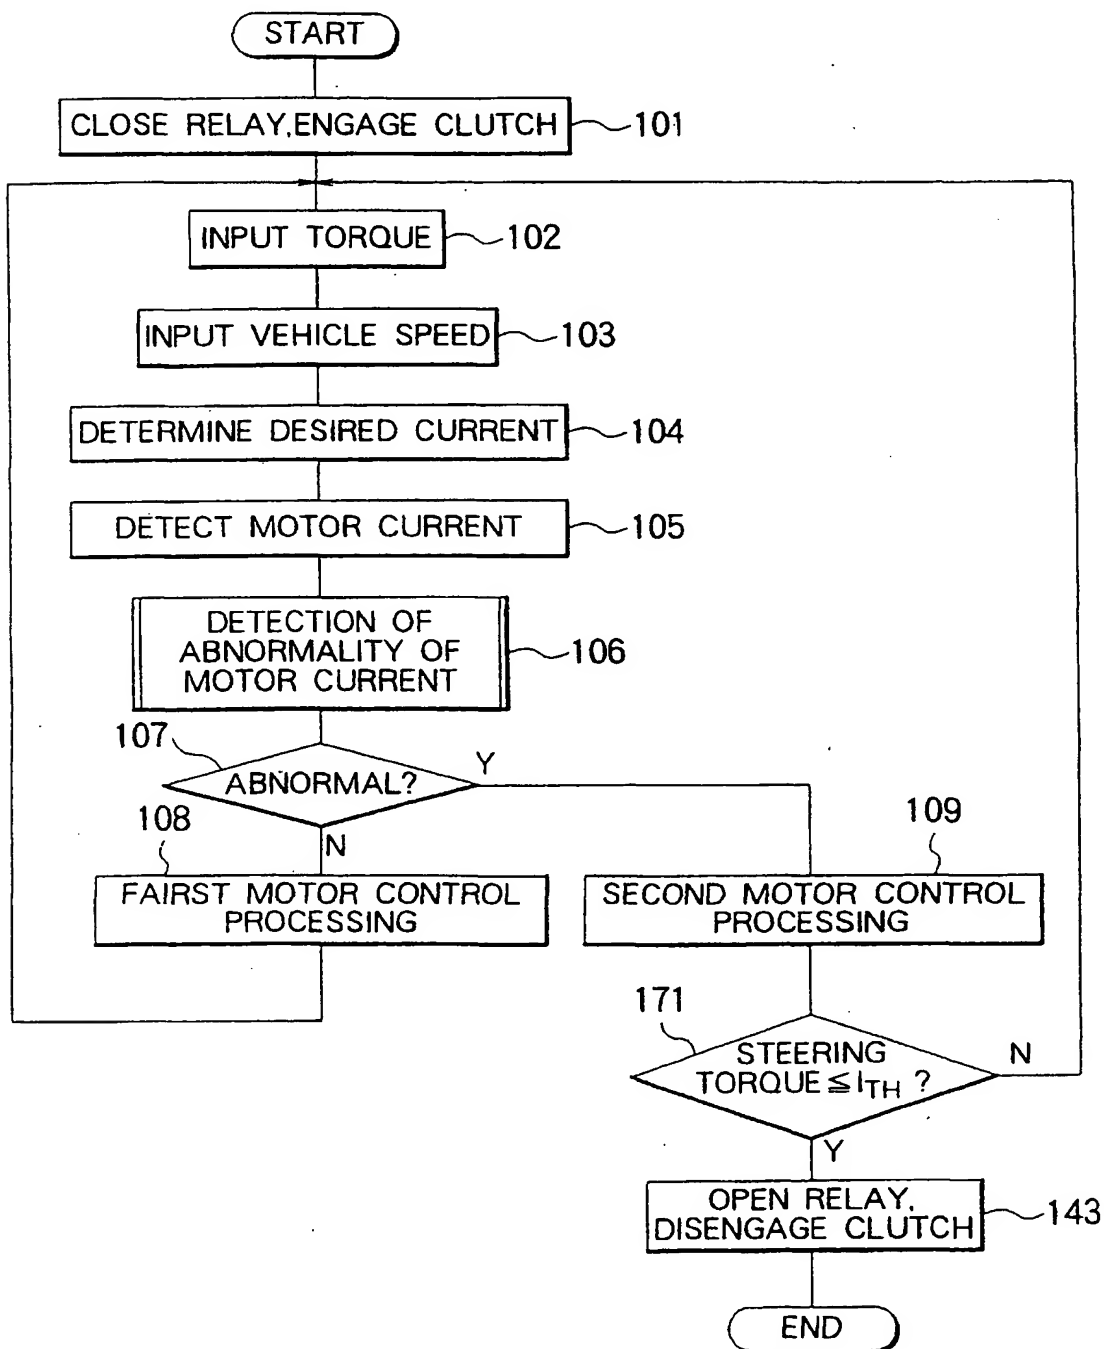 START
CLOSE RELAY,ENGAGE CLUTCH
101
INPUT TORQUE
102
INPUT VEHICLE SPEED
103
DETERMINE DESIRED CURRENT
104
DETECT MOTOR CURRENT
105
DETECTION OF
ABNORMALITY OF
MOTOR CURRENT
106
107
ABNORMAL?
Y
N
108
FAIRST MOTOR CONTROL
PROCESSING
109
SECOND MOTOR CONTROL
PROCESSING
171
STEERING
TORQUE≦ITH ?
N
Y
OPEN RELAY,
DISENGAGE CLUTCH
143
END